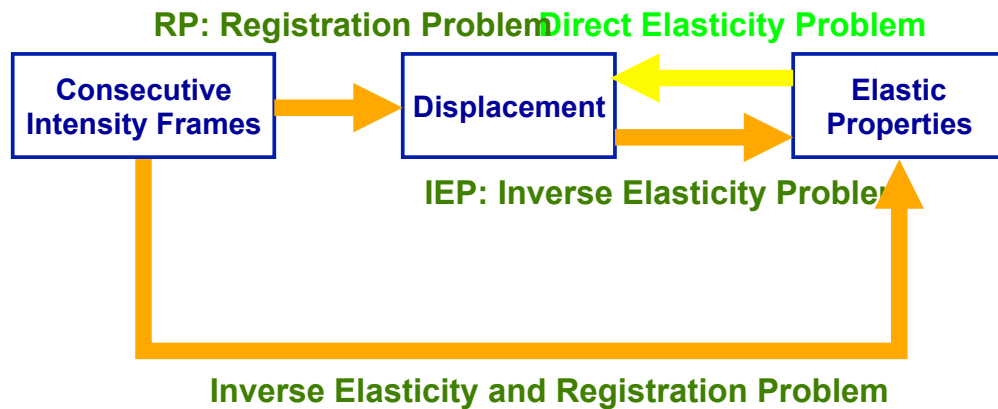 RP: Registration Problem
Direct Elasticity Problem
Consecutive
Intensity Frames
Displacement
Elastic
Properties
IEP: Inverse Elasticity Problem
Inverse Elasticity and Registration Problem